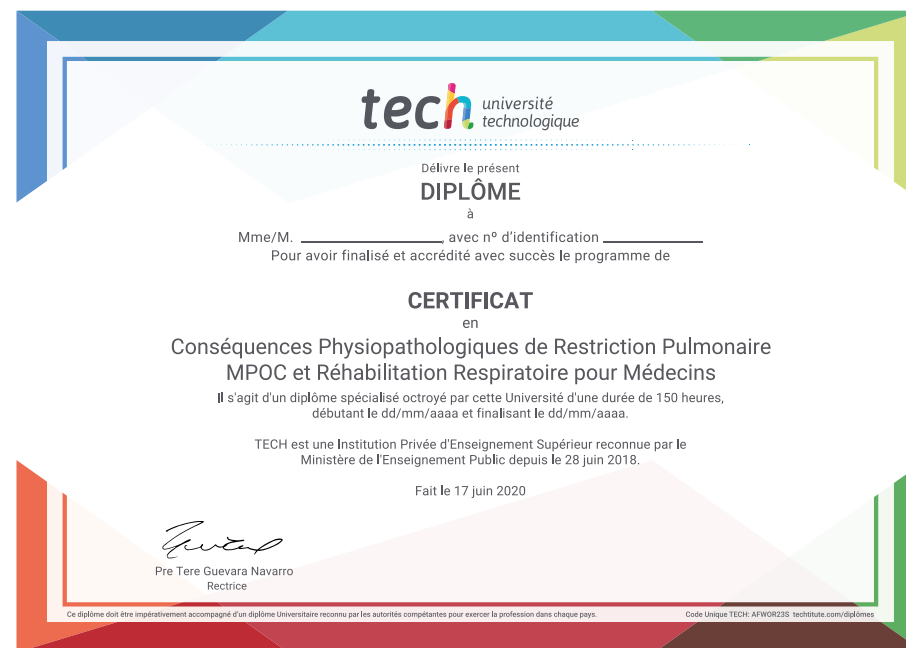 tech université
technologique
Délivre le présent
DIPLÔME
à
Mme/M. ____________________, avec nº d'identification ______________
Pour avoir finalisé et accrédité avec succès le programme de
CERTIFICAT
en
Conséquences Physiopathologiques de Restriction Pulmonaire
MPOC et Réhabilitation Respiratoire pour Médecins
Il s'agit d'un diplôme spécialisé octroyé par cette Université d'une durée de 150 heures,
débutant le dd/mm/aaaa et finalisant le dd/mm/aaaa.
TECH est une Institution Privée d'Enseignement Supérieur reconnue par le
Ministère de l'Enseignement Public depuis le 28 juin 2018.
Fait le 17 juin 2020
Pre Tere Guevara Navarro
Rectrice
Ce diplôme doit être impérativement accompagné d'un diplôme Universitaire reconnu par les autorités compétantes pour exercer la profession dans chaque pays.
Code Unique TECH: AFWOR23S techtitute.com/diplômes